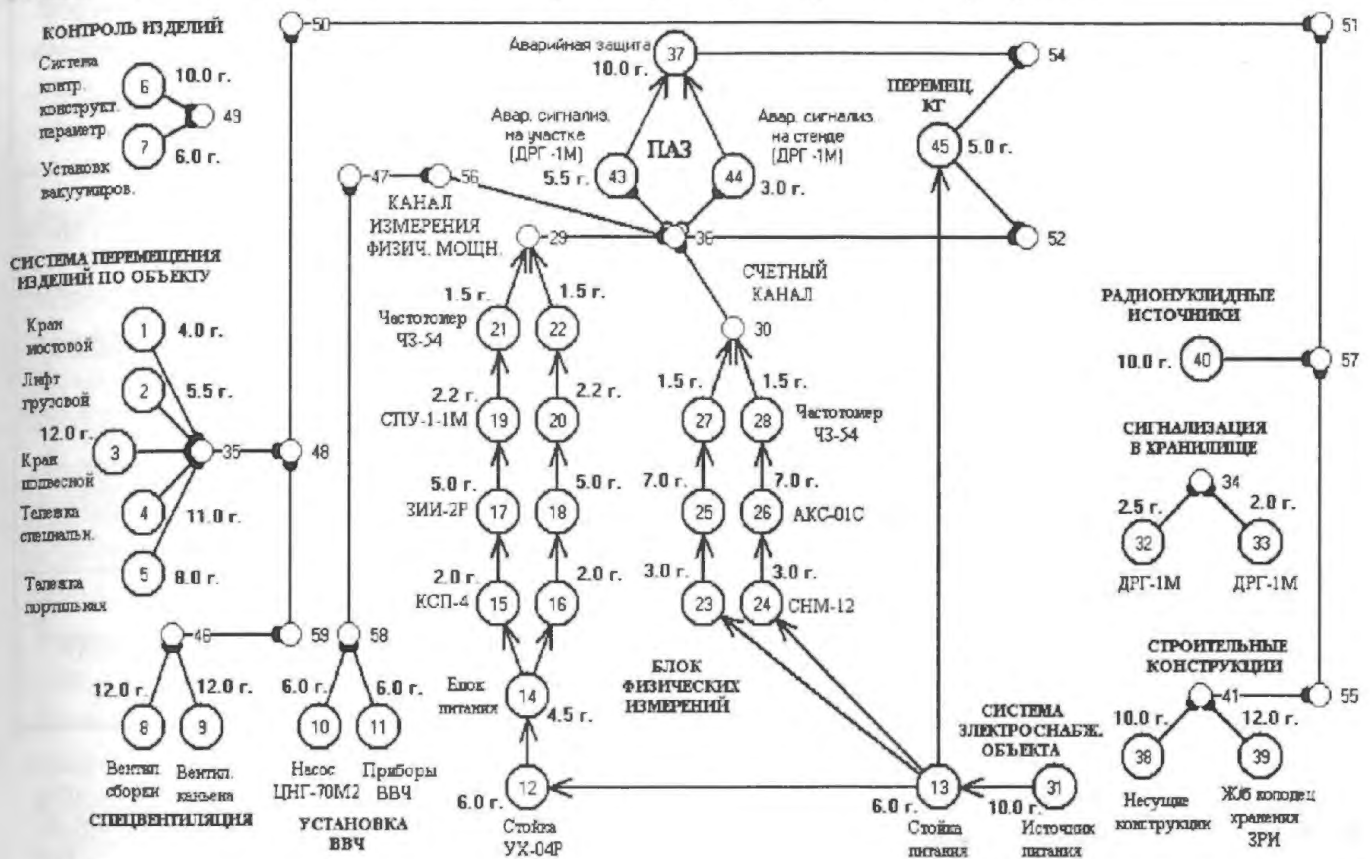 КОНТРОЛЬ ИЗДЕЛИЙ
Система
контр.
конструкт.
параметр.
10.0 г.
6
49
7
6.0 г.
Установк
вакуумиров.
50
51
Аварийная защита
10.0 г.
37
54
ПЕРЕМЕЩ.
КГ
45
5.0 г.
Авар. сигнализ.
на участке
(ДРГ-1М)
5.5 г.
43
ПАЗ
Авар. сигнализ.
на стенде
(ДРГ-1М)
3.0 г.
44
47
56
КАНАЛ
ИЗМЕРЕНИЯ
ФИЗИЧ. МОЩН.
29
36
52
СИСТЕМА ПЕРЕМЕЩЕНИЯ
ИЗДЕЛИЙ ПО ОБЪЕКТУ
Кран
мостовой
1
4.0 г.
Лифт
грузовой
2
5.5 г.
12.0 г.
3
Кран
подвесной
35
48
Тележка
специальн.
4
11.0 г.
5
8.0 г.
Тележка
портильная
1.5 г.
1.5 г.
Частотомер
ЧЗ-54
21
22
2.2 г.
2.2 г.
СПУ-1-1М
19
20
5.0 г.
5.0 г.
ЗИИ-2Р
17
18
2.0 г.
2.0 г.
КСП-4
15
16
СЧЕТНЫЙ
КАНАЛ
30
1.5 г.
1.5 г.
27
28
Частотомер
ЧЗ-54
7.0 г.
7.0 г.
25
26
АКС-01С
3.0 г.
3.0 г.
23
24
СНМ-12
РАДИОНУКЛИДНЫЕ
ИСТОЧНИКИ
10.0 г.
40
57
СИГНАЛИЗАЦИЯ
В ХРАНИЛИЩЕ
34
2.5 г.
2.0 г.
32
33
ДРГ-1М
ДРГ-1М
46
59
58
12.0 г.
12.0 г.
8
9
Вентил.
сборки
Вентил.
каньена
СПЕЦВЕНТИЛЯЦИЯ
6.0 г.
6.0 г.
10
11
Насос
ЦНГ-70М2
Приборы
ВВЧ
УСТАНОВКА
ВВЧ
Блок
питания
14
4.5 г.
БЛОК
ФИЗИЧЕСКИХ
ИЗМЕРЕНИЙ
12
6.0 г.
Стойка
УХ-04Р
СИСТЕМА
ЭЛЕКТРОСНАБЖ.
ОБЪЕКТА
13
31
6.0 г.
10.0 г.
Стойка
питания
Источник
питания
СТРОИТЕЛЬНЫЕ
КОНСТРУКЦИИ
41
55
10.0 г.
12.0 г.
38
39
Несущие
конструкции
Ж/б колодец
хранения
ЗРИ